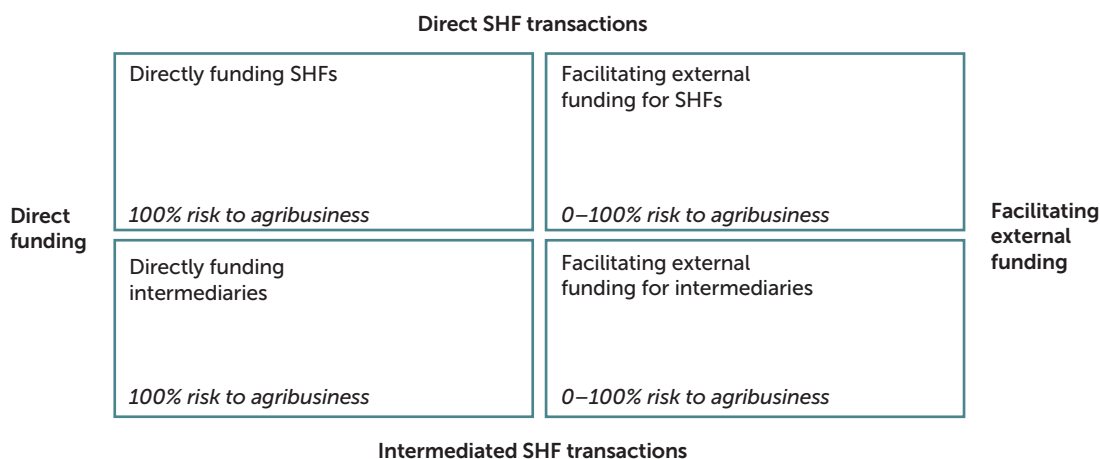 Direct SHF transactions
Directly funding SHFs
Facilitating external
funding for SHFs
100% risk to agribusiness
0–100% risk to agribusiness
Direct
funding
Facilitating
external
funding
Directly funding
intermediaries
Facilitating external
funding for intermediaries
100% risk to agribusiness
0–100% risk to agribusiness
Intermediated SHF transactions